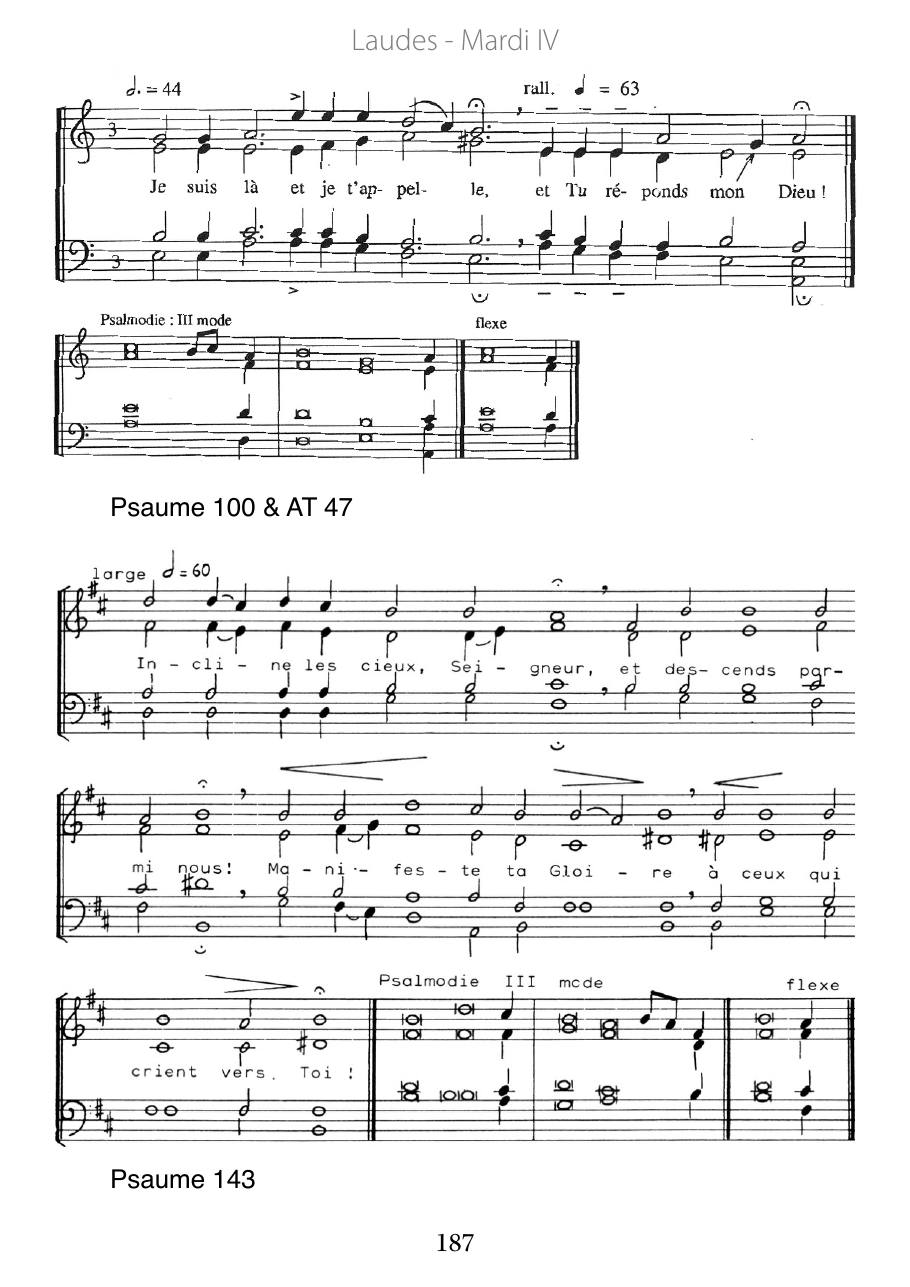 Laudes - Mardi IV
𝅗𝅥. = 44 rall. ♩ = 63
3
Je suis là et je t'ap- pel- le, et Tu ré- ponds mon Dieu !
3
Psalmodie : III mode flexe
Psaume 100 & AT 47
large 𝅗𝅥 = 60
In - cli - ne les cieux, Sei - gneur, et des- cends par-
mi nous! Ma - ni - fes - te ta Gloi - re à ceux qui
Psalmodie III mode flexe
crient vers Toi !
Psaume 143
187